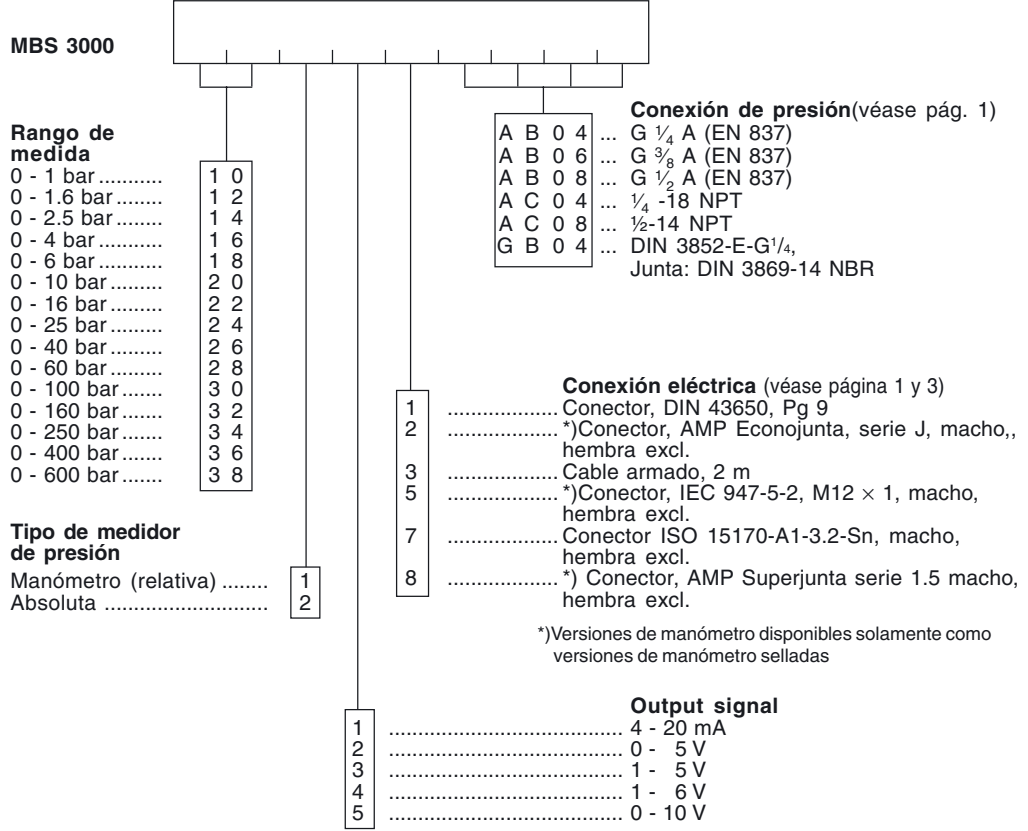 MBS 3000
Conexión de presión(véase pág. 1)
A B 0 4 ... G 1/4 A (EN 837)
A B 0 6 ... G 3/8 A (EN 837)
A B 0 8 ... G 1/2 A (EN 837)
A C 0 4 ... 1/4 -18 NPT
A C 0 8 ... ½-14 NPT
G B 0 4 ... DIN 3852-E-G1/4,
Junta: DIN 3869-14 NBR
Rango de
medida
0 - 1 bar ........... 1 0
0 - 1.6 bar ........ 1 2
0 - 2.5 bar ........ 1 4
0 - 4 bar ........... 1 6
0 - 6 bar ........... 1 8
0 - 10 bar ......... 2 0
0 - 16 bar ......... 2 2
0 - 25 bar ......... 2 4
0 - 40 bar ......... 2 6
0 - 60 bar ......... 2 8
0 - 100 bar ....... 3 0
0 - 160 bar ....... 3 2
0 - 250 bar ....... 3 4
0 - 400 bar ....... 3 6
0 - 600 bar ....... 3 8
Conexión eléctrica (véase página 1 y 3)
1 ................... Conector, DIN 43650, Pg 9
2 ................... *)Conector, AMP Econojunta, serie J, macho,,
hembra excl.
3 ................... Cable armado, 2 m
5 ................... *)Conector, IEC 947-5-2, M12 × 1, macho,
hembra excl.
7 ................... Conector ISO 15170-A1-3.2-Sn, macho,
hembra excl.
8 ................... *) Conector, AMP Superjunta serie 1.5 macho,
hembra excl.
*)Versiones de manómetro disponibles solamente como
versiones de manómetro selladas
Tipo de medidor
de presión
Manómetro (relativa) ........ 1
Absoluta ............................ 2
Output signal
1 ........................................ 4 - 20 mA
2 ........................................ 0 - 5 V
3 ........................................ 1 - 5 V
4 ........................................ 1 - 6 V
5 ........................................ 0 - 10 V